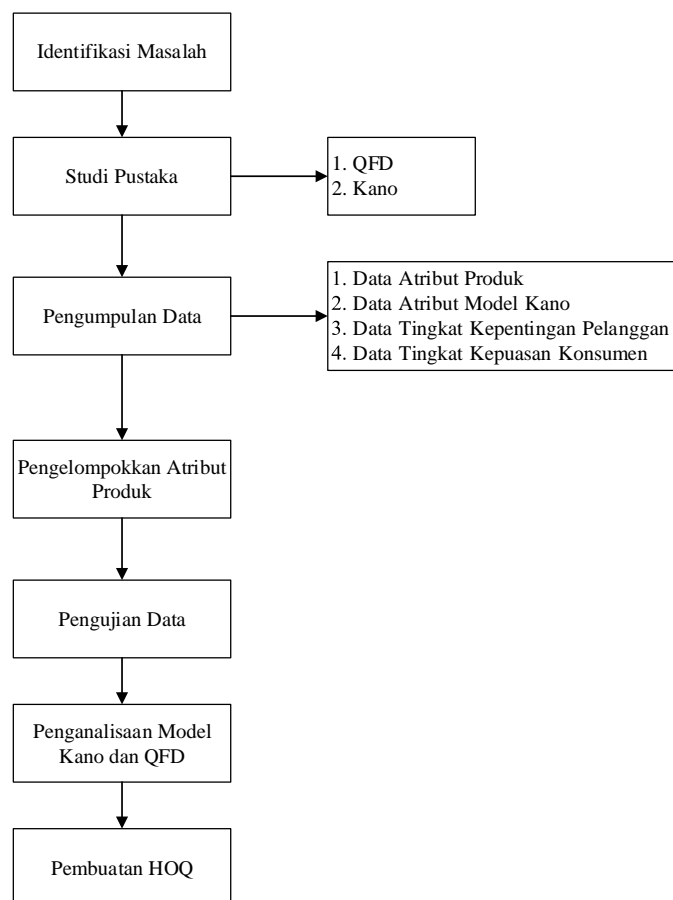 Identifikasi Masalah
Studi Pustaka
1. QFD
2. Kano
Pengumpulan Data
1. Data Atribut Produk
2. Data Atribut Model Kano
3. Data Tingkat Kepentingan Pelanggan
4. Data Tingkat Kepuasan Konsumen
Pengelompokkan Atribut
Produk
Pengujian Data
Penganalisaan Model
Kano dan QFD
Pembuatan HOQ